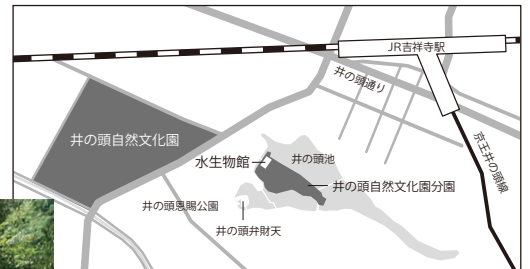 JR吉祥寺駅
井の頭通り
京王井の頭線
井の頭自然文化園
水生物館
井の頭池
井の頭自然文化園分園
井の頭恩賜公園
井の頭弁財天